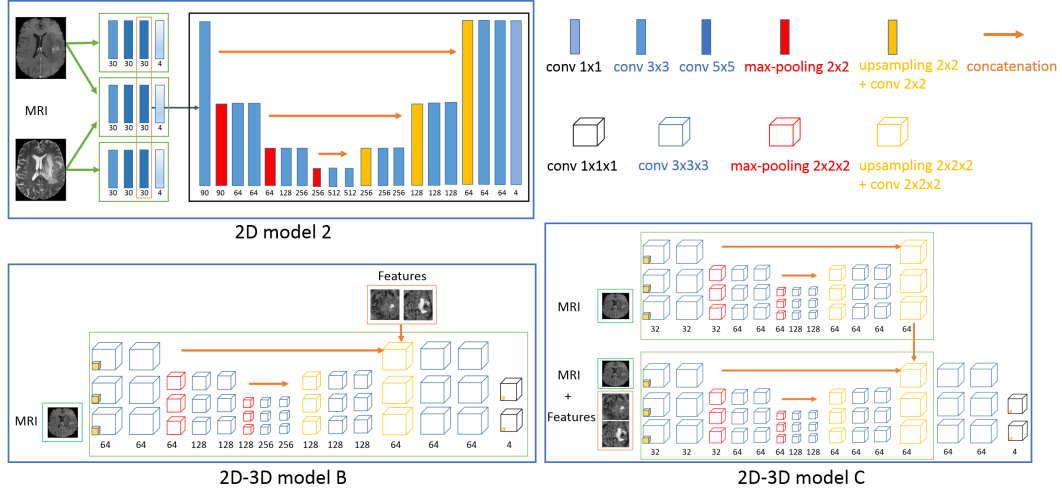 MRI
30 30 30 4
30 30 30 4
30 30 30 4
90 90 64 64 64 128 256 256 512 512 256 256 256 128 128 128 64 64 64 4
2D model 2
conv 1x1 conv 3x3 conv 5x5 max-pooling 2x2 upsampling 2x2 + conv 2x2 concatenation
conv 1x1x1 conv 3x3x3 max-pooling 2x2x2 upsampling 2x2x2 + conv 2x2x2
Features
MRI
64 64 64 128 128 128 256 256 128 128 128 64 64 64 4
2D-3D model B
MRI
32 32 32 64 64 64 128 128 64 64 64 64
MRI
+
Features
32 32 32 64 64 64 128 128 64 64 64 64 64 64 4
2D-3D model C